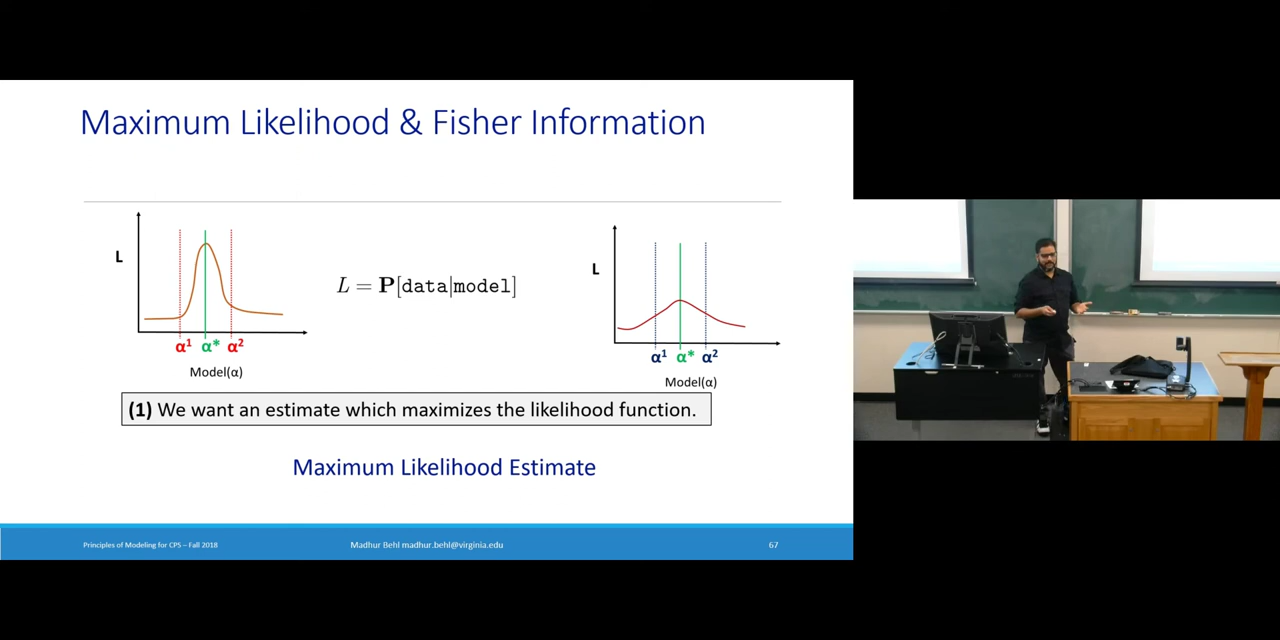 Maximum Likelihood & Fisher Information
L
L = P[data|model]
L
α¹ α* α²
Model(α)
α¹ α* α²
Model(α)
(1) We want an estimate which maximizes the likelihood function.
Maximum Likelihood Estimate
Principles of Modeling for CPS – Fall 2018
Madhur Behl madhur.behl@virginia.edu
67